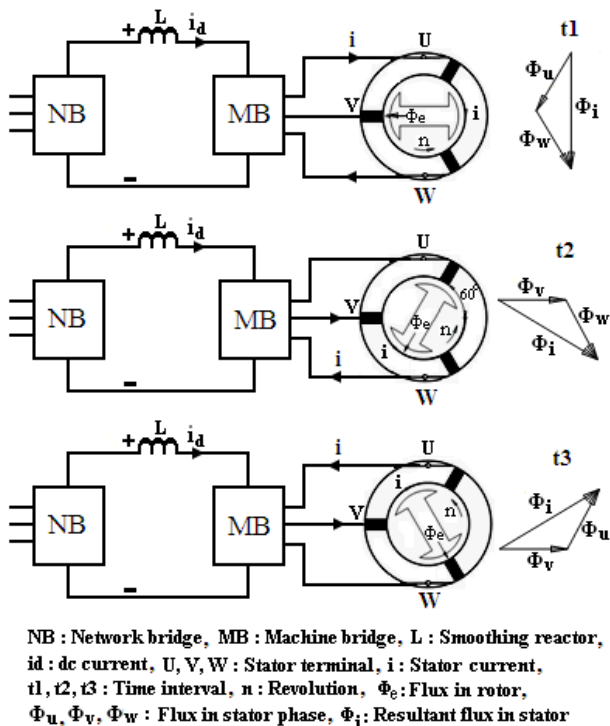 + L i_d
NB
MB
-
i
U
V
Φe
i
n
W
t1
Φu
Φi
Φw
+ L i_d
NB
MB
-
U
V
60°
Φe
n
i
i
W
t2
Φv
Φw
Φi
+ L i_d
NB
MB
-
i
U
V
i
n
Φe
W
t3
Φi
Φu
Φv
NB : Network bridge, MB : Machine bridge, L : Smoothing reactor,
id : dc current, U, V, W : Stator terminal, i : Stator current,
t1, t2, t3 : Time interval, n : Revolution, Φe : Flux in rotor,
Φu, Φv, Φw : Flux in stator phase, Φi : Resultant flux in stator